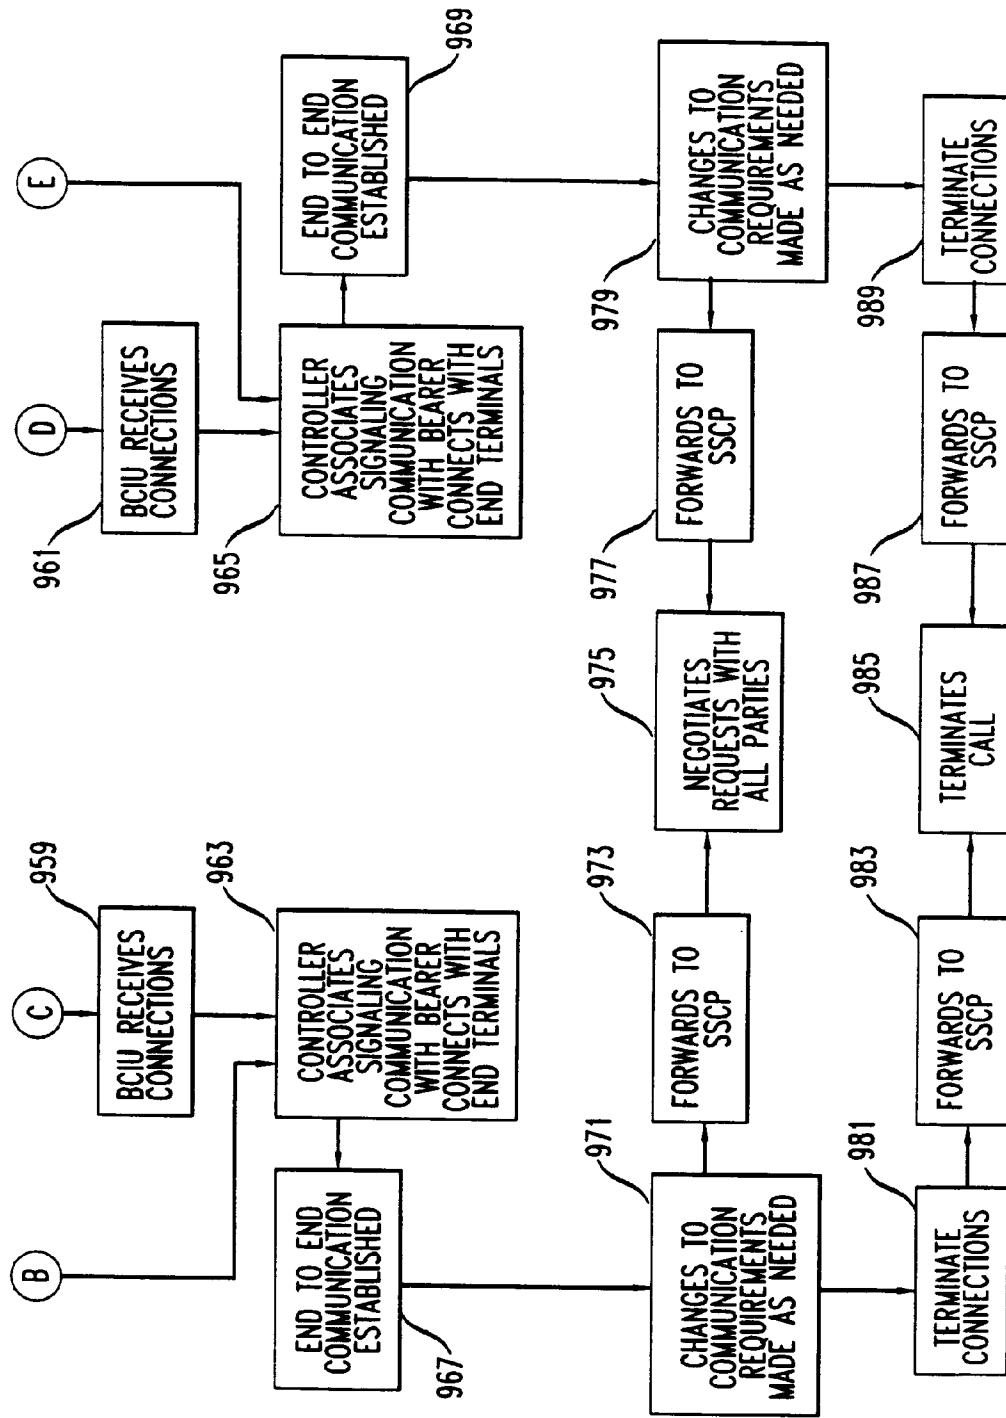 B
C
D
E
959
BCIU RECEIVES
CONNECTIONS
961
BCIU RECEIVES
CONNECTIONS
963
CONTROLLER
ASSOCIATES
SIGNALING
COMMUNICATION
WITH BEARER
CONNECTS WITH
END TERMINALS
965
CONTROLLER
ASSOCIATES
SIGNALING
COMMUNICATION
WITH BEARER
CONNECTS WITH
END TERMINALS
END TO END
COMMUNICATION
ESTABLISHED
967
END TO END
COMMUNICATION
ESTABLISHED
969
971
CHANGES TO
COMMUNICATION
REQUIREMENTS
MADE AS NEEDED
973
FORWARDS TO
SSCP
975
NEGOTIATES
REQUESTS WITH
ALL PARTIES
977
FORWARDS TO
SSCP
979
CHANGES TO
COMMUNICATION
REQUIREMENTS
MADE AS NEEDED
981
TERMINATE
CONNECTIONS
983
FORWARDS TO
SSCP
985
TERMINATES
CALL
987
FORWARDS TO
SSCP
989
TERMINATE
CONNECTIONS